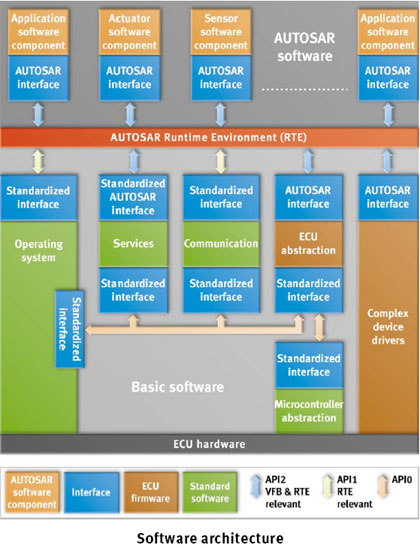 Application
software
component
Actuator
software
component
Sensor
software
component
AUTOSAR
software
Application
software
component
AUTOSAR
interface
AUTOSAR
interface
AUTOSAR
interface
AUTOSAR
interface
AUTOSAR Runtime Environment (RTE)
Standardized
interface
Standardized
AUTOSAR
interface
Standardized
interface
AUTOSAR
interface
AUTOSAR
interface
Operating
system
Services
Communication
ECU
abstraction
Standardized
interface
Standardized
interface
Standardized
interface
Standardized
interface
Complex
device
drivers
Standardized
interface
Basic software
Microcontroller
abstraction
ECU hardware
AUTOSAR
software
component
Interface
ECU
firmware
Standard
software
API2
VFB & RTE
relevant
API1
RTE
relevant
API0
Software architecture